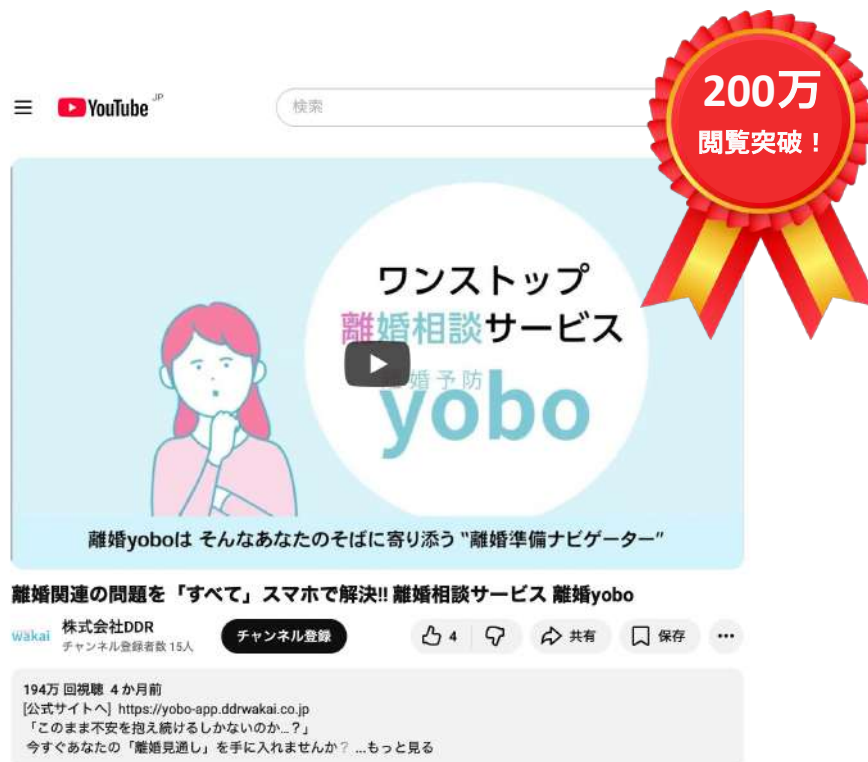 YouTube JP
検索
200万
閲覧突破！
ワンストップ
離婚相談サービス
婚予防
yobo
離婚yoboは そんなあなたのそばに寄り添う “離婚準備ナビゲーター”
離婚関連の問題を「すべて」スマホで解決!! 離婚相談サービス 離婚yobo
wakai
株式会社DDR
チャンネル登録者数 15人
チャンネル登録
4
共有
保存
194万 回視聴 4 か月前
[公式サイトへ] https://yobo-app.ddrwakai.co.jp
「このまま不安を抱え続けるしかないのか…？」
今すぐあなたの「離婚見通し」を手に入れませんか？ ...もっと見る